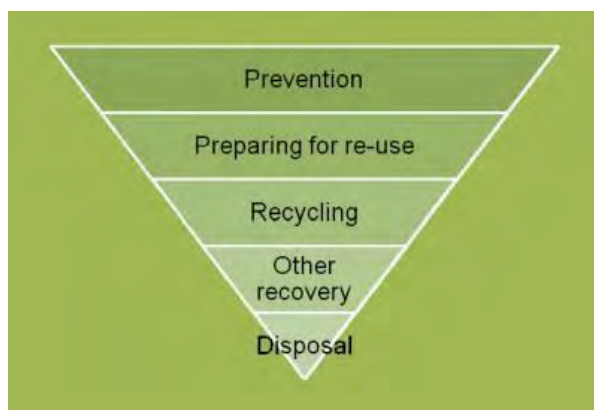 Prevention
Preparing for re-use
Recycling
Other
recovery
Disposal